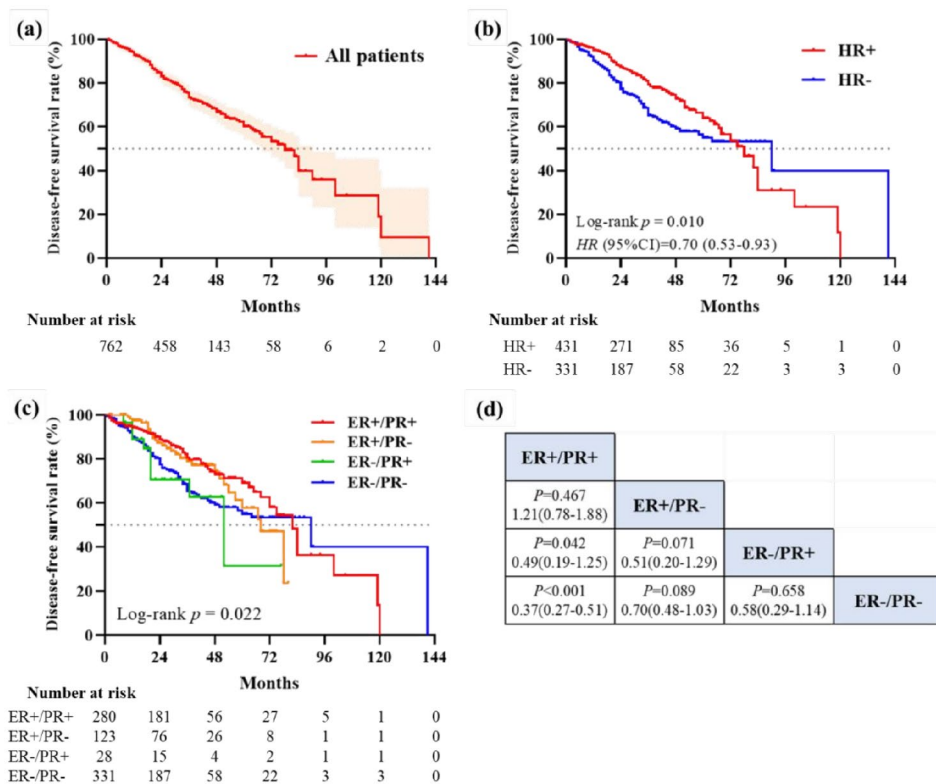 (a)
Disease-free survival rate (%)
100
80
60
40
20
0
All patients
0 24 48 72 96 120 144
Months
Number at risk
762 458 143 58 6 2 0
(b)
Disease-free survival rate (%)
100
80
60
40
20
0
HR+
HR-
Log-rank p = 0.010
HR (95%CI)=0.70 (0.53-0.93)
0 24 48 72 96 120 144
Months
Number at risk
HR+ 431 271 85 36 5 1 0
HR- 331 187 58 22 3 3 0
(c)
Disease-free survival rate (%)
100
80
60
40
20
0
ER+/PR+
ER+/PR-
ER-/PR+
ER-/PR-
Log-rank p = 0.022
0 24 48 72 96 120 144
Months
Number at risk
ER+/PR+ 280 181 56 27 5 1 0
ER+/PR- 123 76 26 8 1 1 0
ER-/PR+ 28 15 4 2 1 1 0
ER-/PR- 331 187 58 22 3 3 0
(d)
ER+/PR+
P=0.467
1.21(0.78-1.88)
ER+/PR-
P=0.042
0.49(0.19-1.25)
P=0.071
0.51(0.20-1.29)
ER-/PR+
P<0.001
0.37(0.27-0.51)
P=0.089
0.70(0.48-1.03)
P=0.658
0.58(0.29-1.14)
ER-/PR-